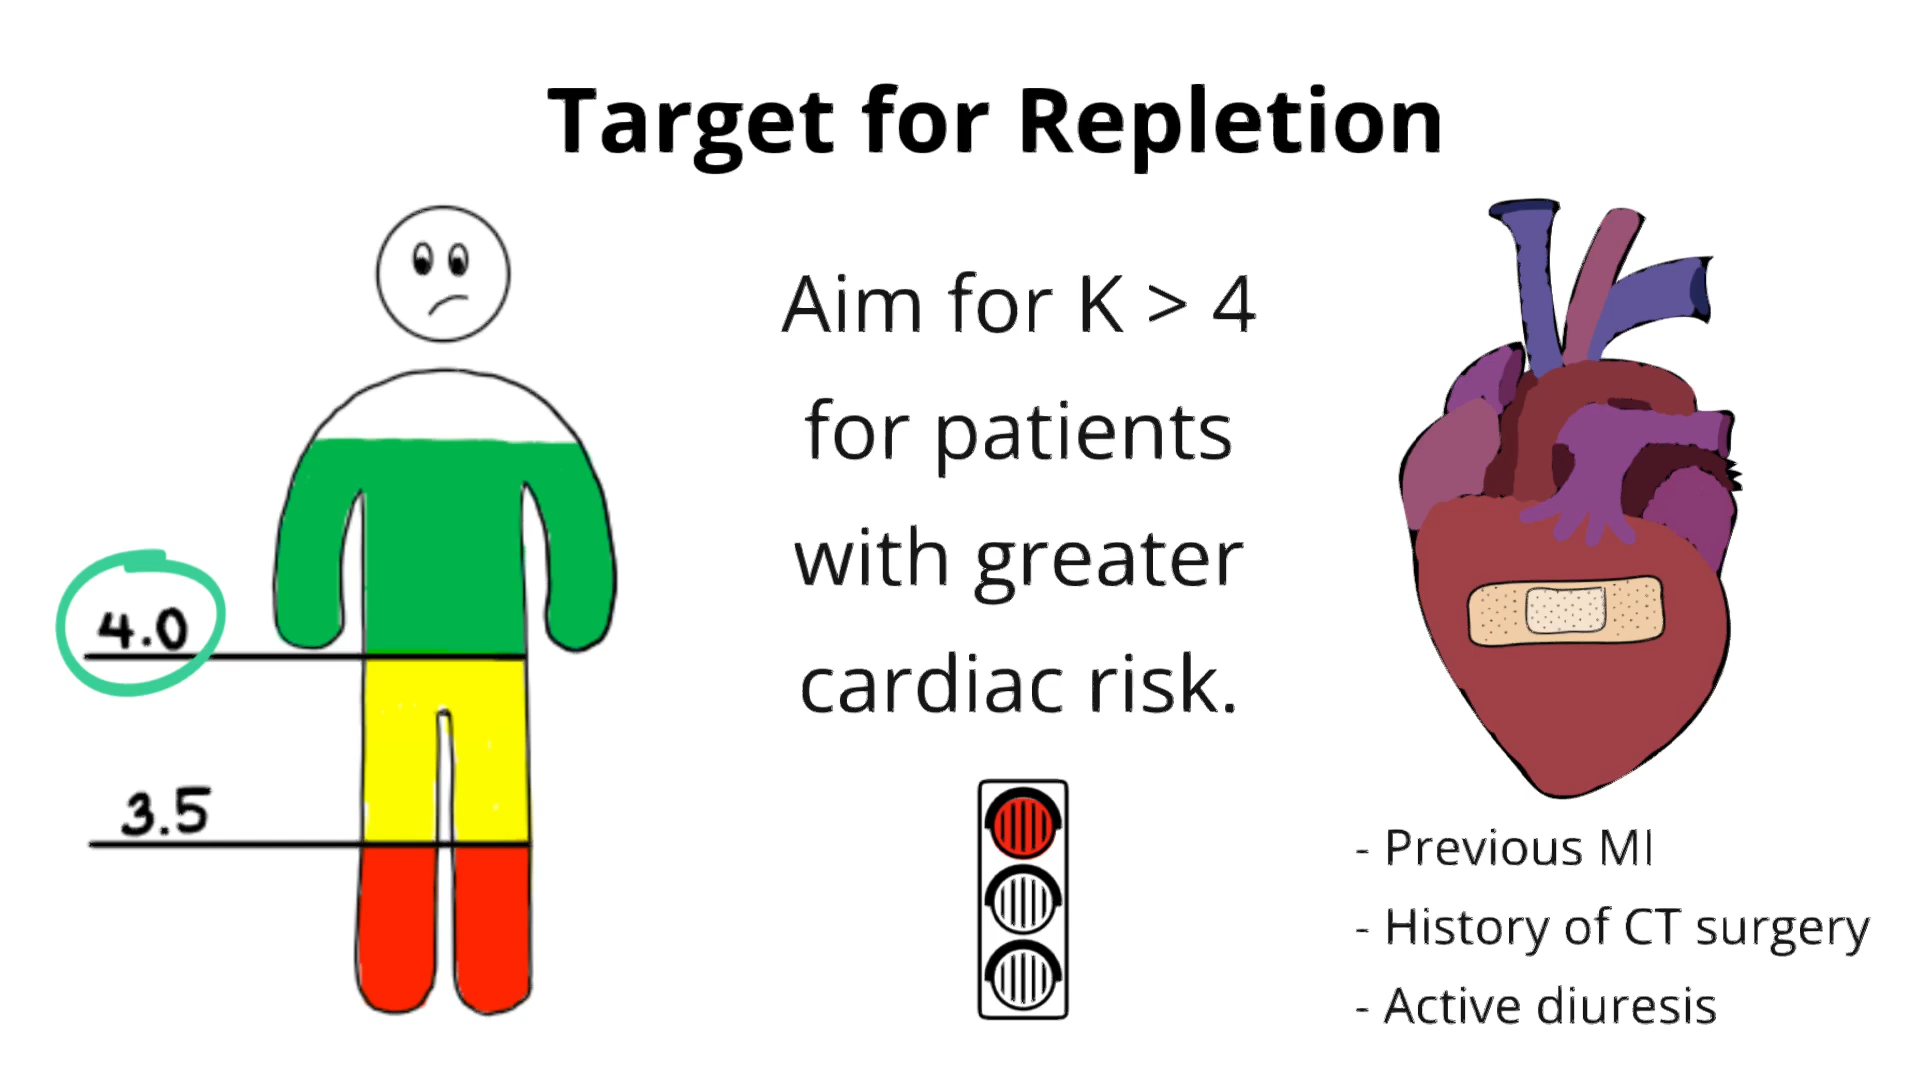 Target for Repletion
Aim for K > 4
for patients
with greater
cardiac risk.
4.0
3.5
- Previous MI
- History of CT surgery
- Active diuresis